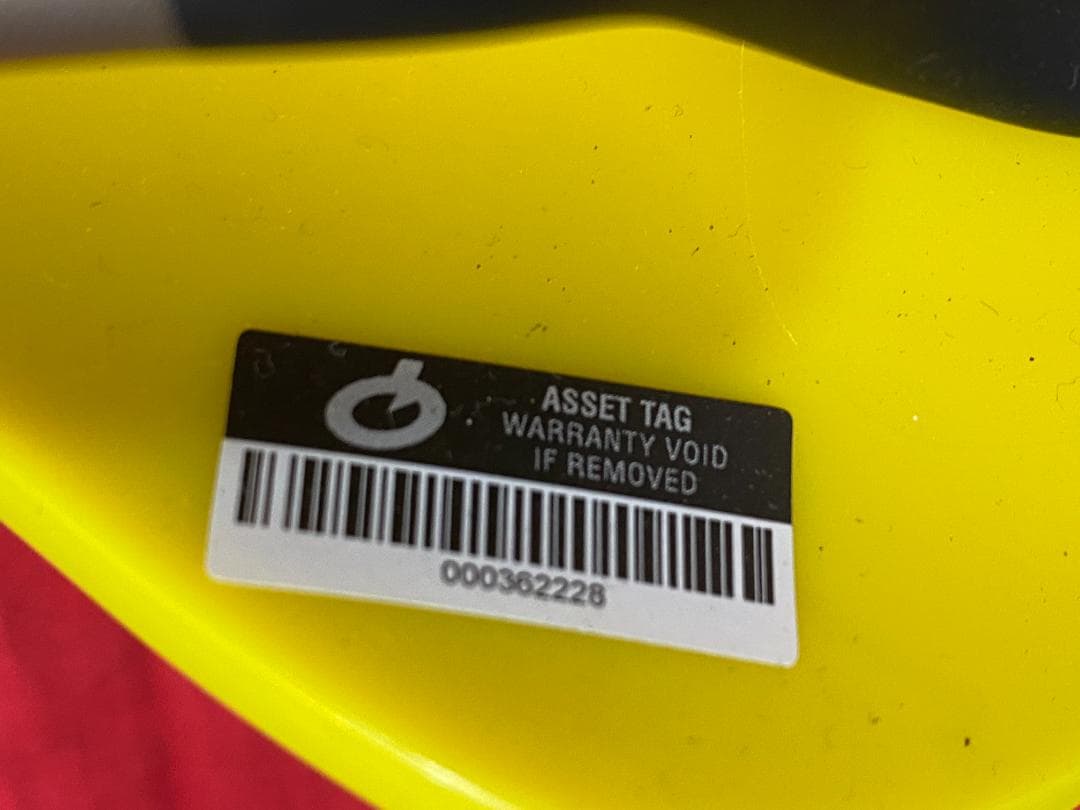 ASSET TAG
WARRANTY VOID
IF REMOVED
000362228